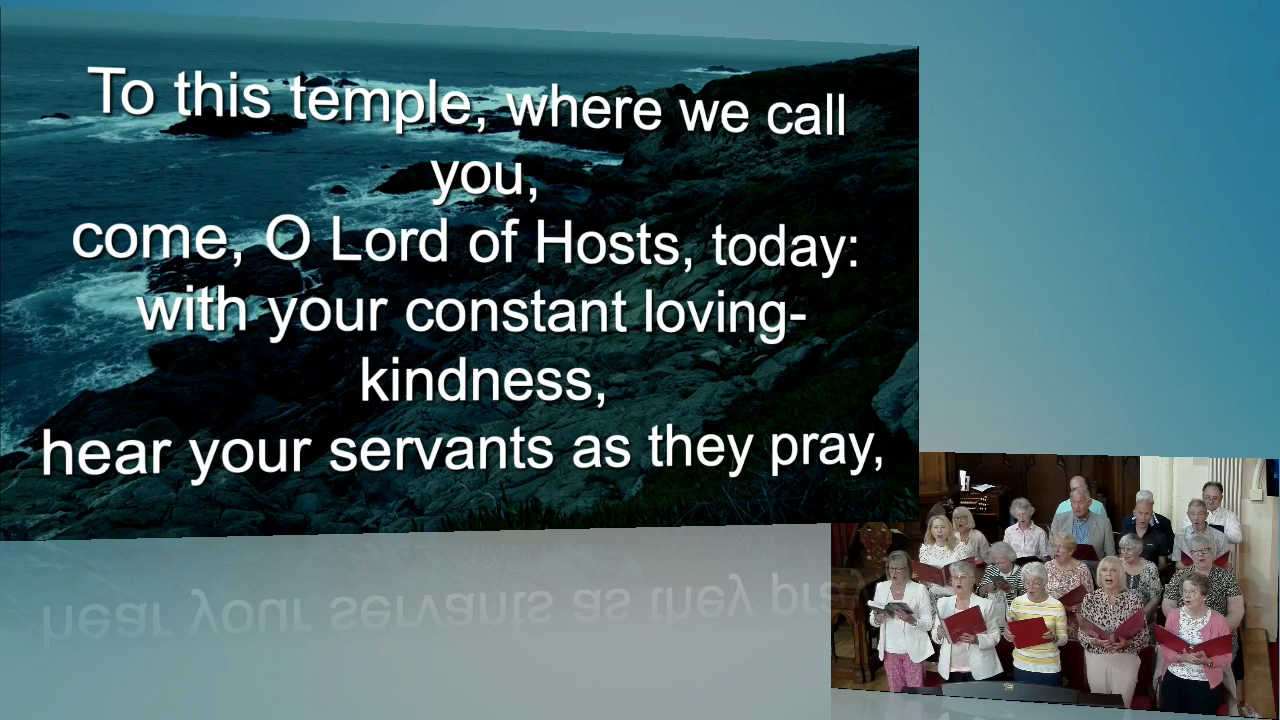 To this temple, where we call
you,
come, O Lord of Hosts, today:
with your constant loving-
kindness,
hear your servants as they pray,